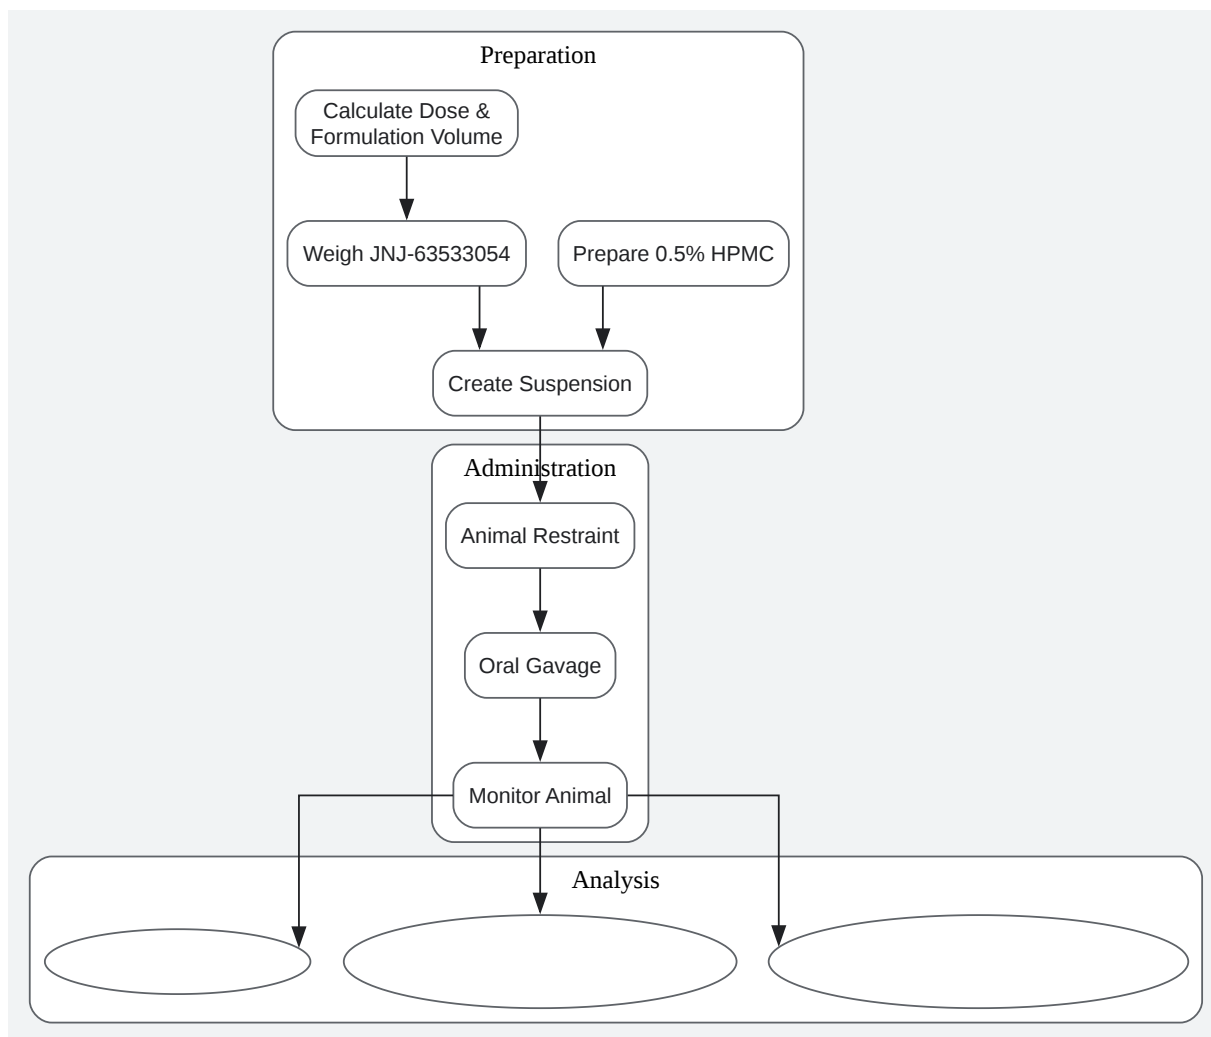 Preparation
Calculate Dose &
Formulation Volume
Weigh JNJ-63533054
Prepare 0.5% HPMC
Create Suspension
Administration
Animal Restraint
Oral Gavage
Monitor Animal
Analysis